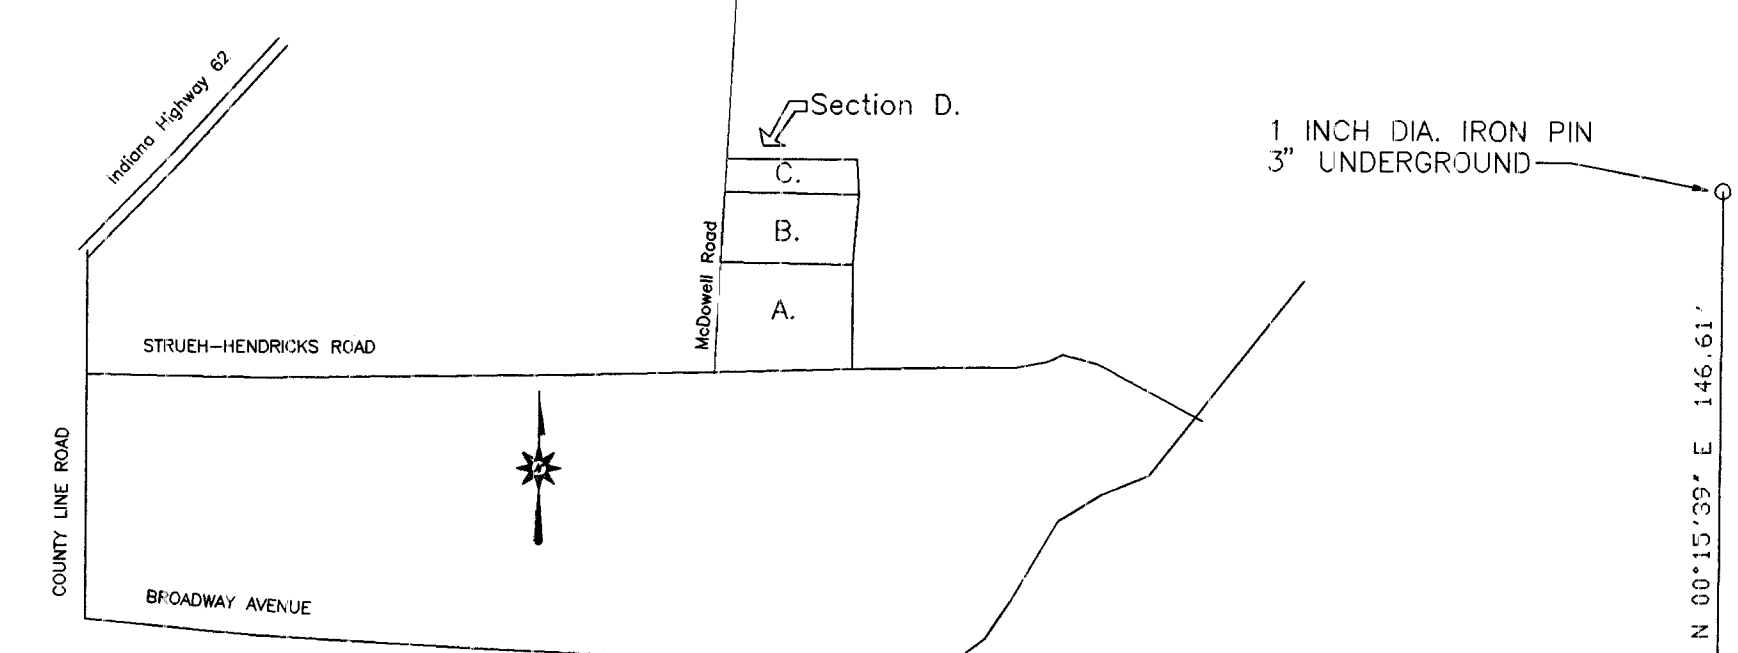 Indiana Highway 62
Section D.
1 INCH DIA. IRON PIN
3" UNDERGROUND
C.
B.
McDowell Road
A.
STRUEH-HENDRICKS ROAD
N 00°15'39" E 146.61'
COUNTY LINE ROAD
N
BROADWAY AVENUE